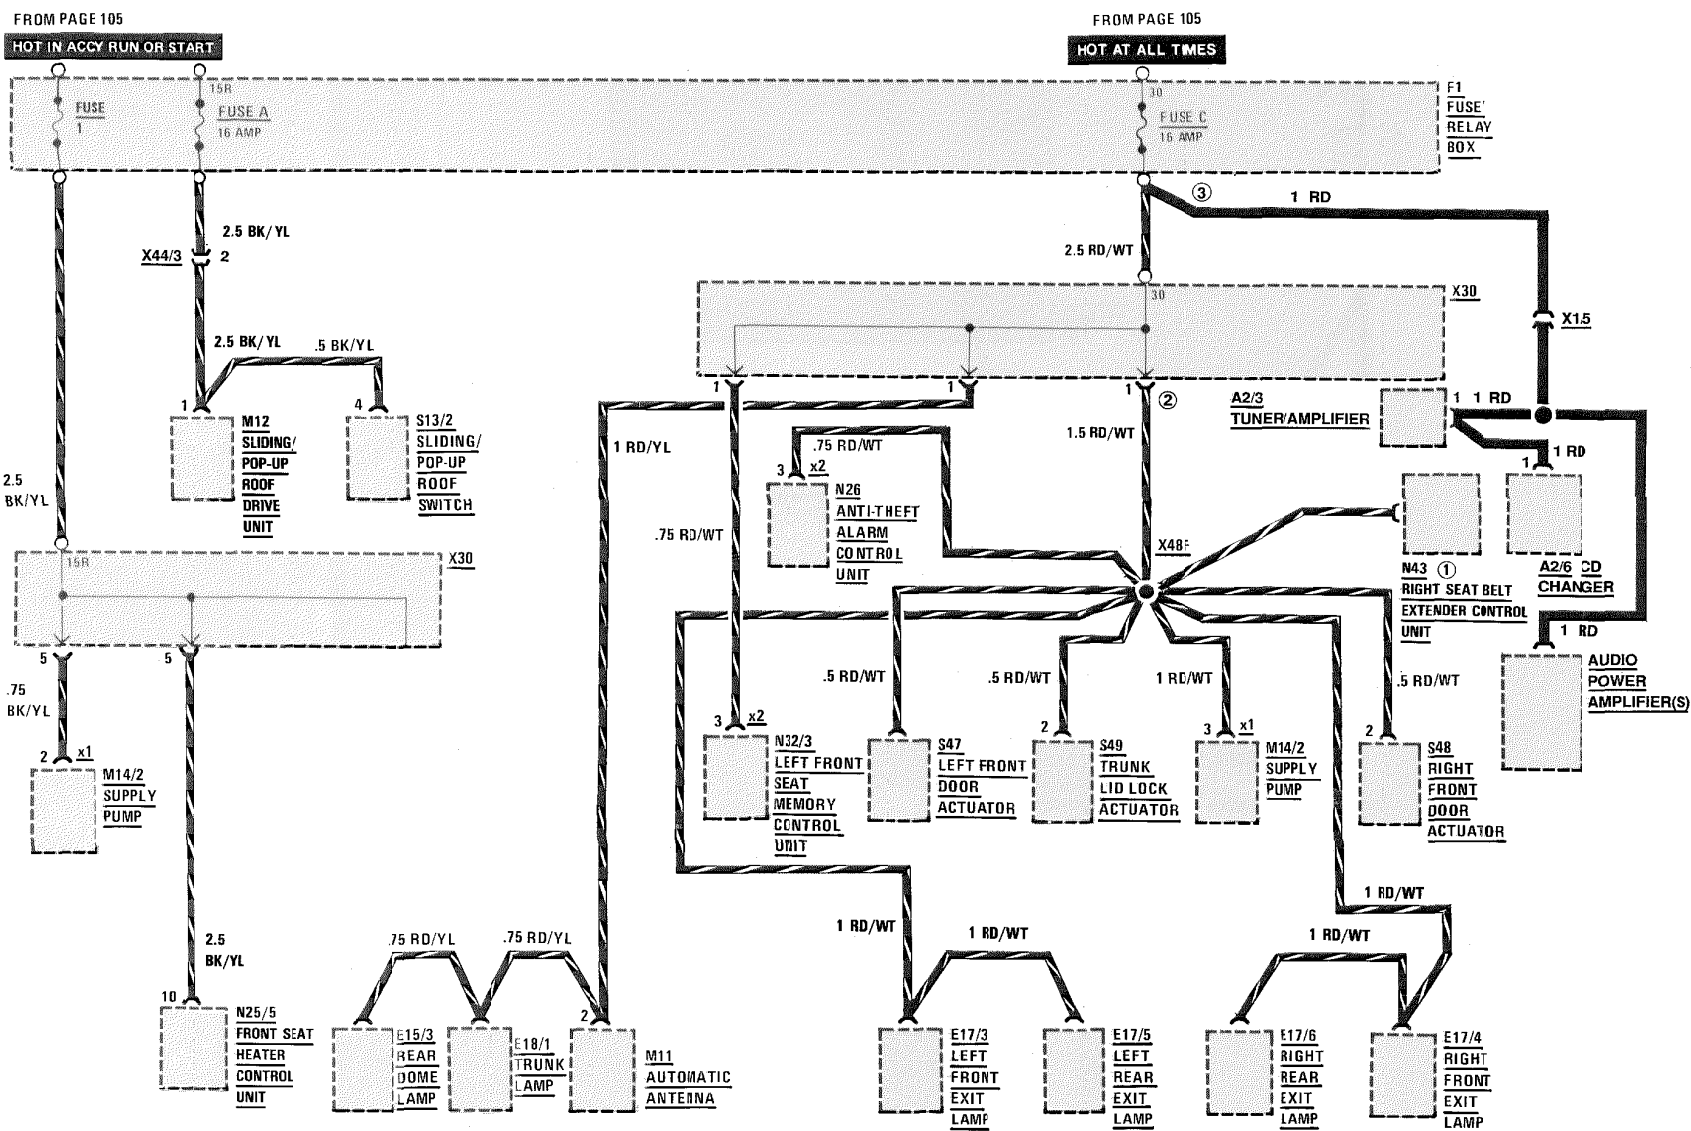 FROM PAGE 105
HOT IN ACCY RUN OR START
FROM PAGE 105
HOT AT ALL TIMES
FUSE
1
15R
FUSE A
16 AMP
30
FUSE C
16 AMP
F1
FUSE/
RELAY
BOX
2.5 BK/YL
X44/3
2
3
1 RD
2.5 RD/WT
30
X30
X15
2.5 BK/YL
.5 BK/YL
1
4
M12
SLIDING/
POP-UP
ROOF
DRIVE
UNIT
S13/2
SLIDING/
POP-UP
ROOF
SWITCH
2.5
BK/YL
1
1
1
2
1 RD/YL
.75 RD/WT
3
x2
N26
ANTI-THEFT
ALARM
CONTROL
UNIT
.75 RD/WT
1.5 RD/WT
A2/3
TUNER/AMPLIFIER
1
1 RD
1 RD
1
A2/6 CD
CHANGER
N43
1
RIGHT SEAT BELT
EXTENDER CONTROL
UNIT
1 RD
AUDIO
POWER
AMPLIFIER(S)
15R
X30
5
5
.75
BK/YL
2
x1
M14/2
SUPPLY
PUMP
3
x2
N32/3
LEFT FRONT
SEAT
MEMORY
CONTROL
UNIT
.5 RD/WT
S47
LEFT FRONT
DOOR
ACTUATOR
.5 RD/WT
2
S49
TRUNK
LID LOCK
ACTUATOR
1 RD/WT
3
x1
M14/2
SUPPLY
PUMP
.5 RD/WT
2
S48
RIGHT
FRONT
DOOR
ACTUATOR
2.5
BK/YL
10
N25/5
FRONT SEAT
HEATER
CONTROL
UNIT
.75 RD/YL
.75 RD/YL
E15/3
REAR
DOME
LAMP
E18/1
TRUNK
LAMP
2
M11
AUTOMATIC
ANTENNA
1 RD/WT
1 RD/WT
E17/3
LEFT
FRONT
EXIT
LAMP
E17/5
LEFT
REAR
EXIT
LAMP
1 RD/WT
1 RD/WT
E17/6
RIGHT
REAR
EXIT
LAMP
E17/4
RIGHT
FRONT
EXIT
LAMP